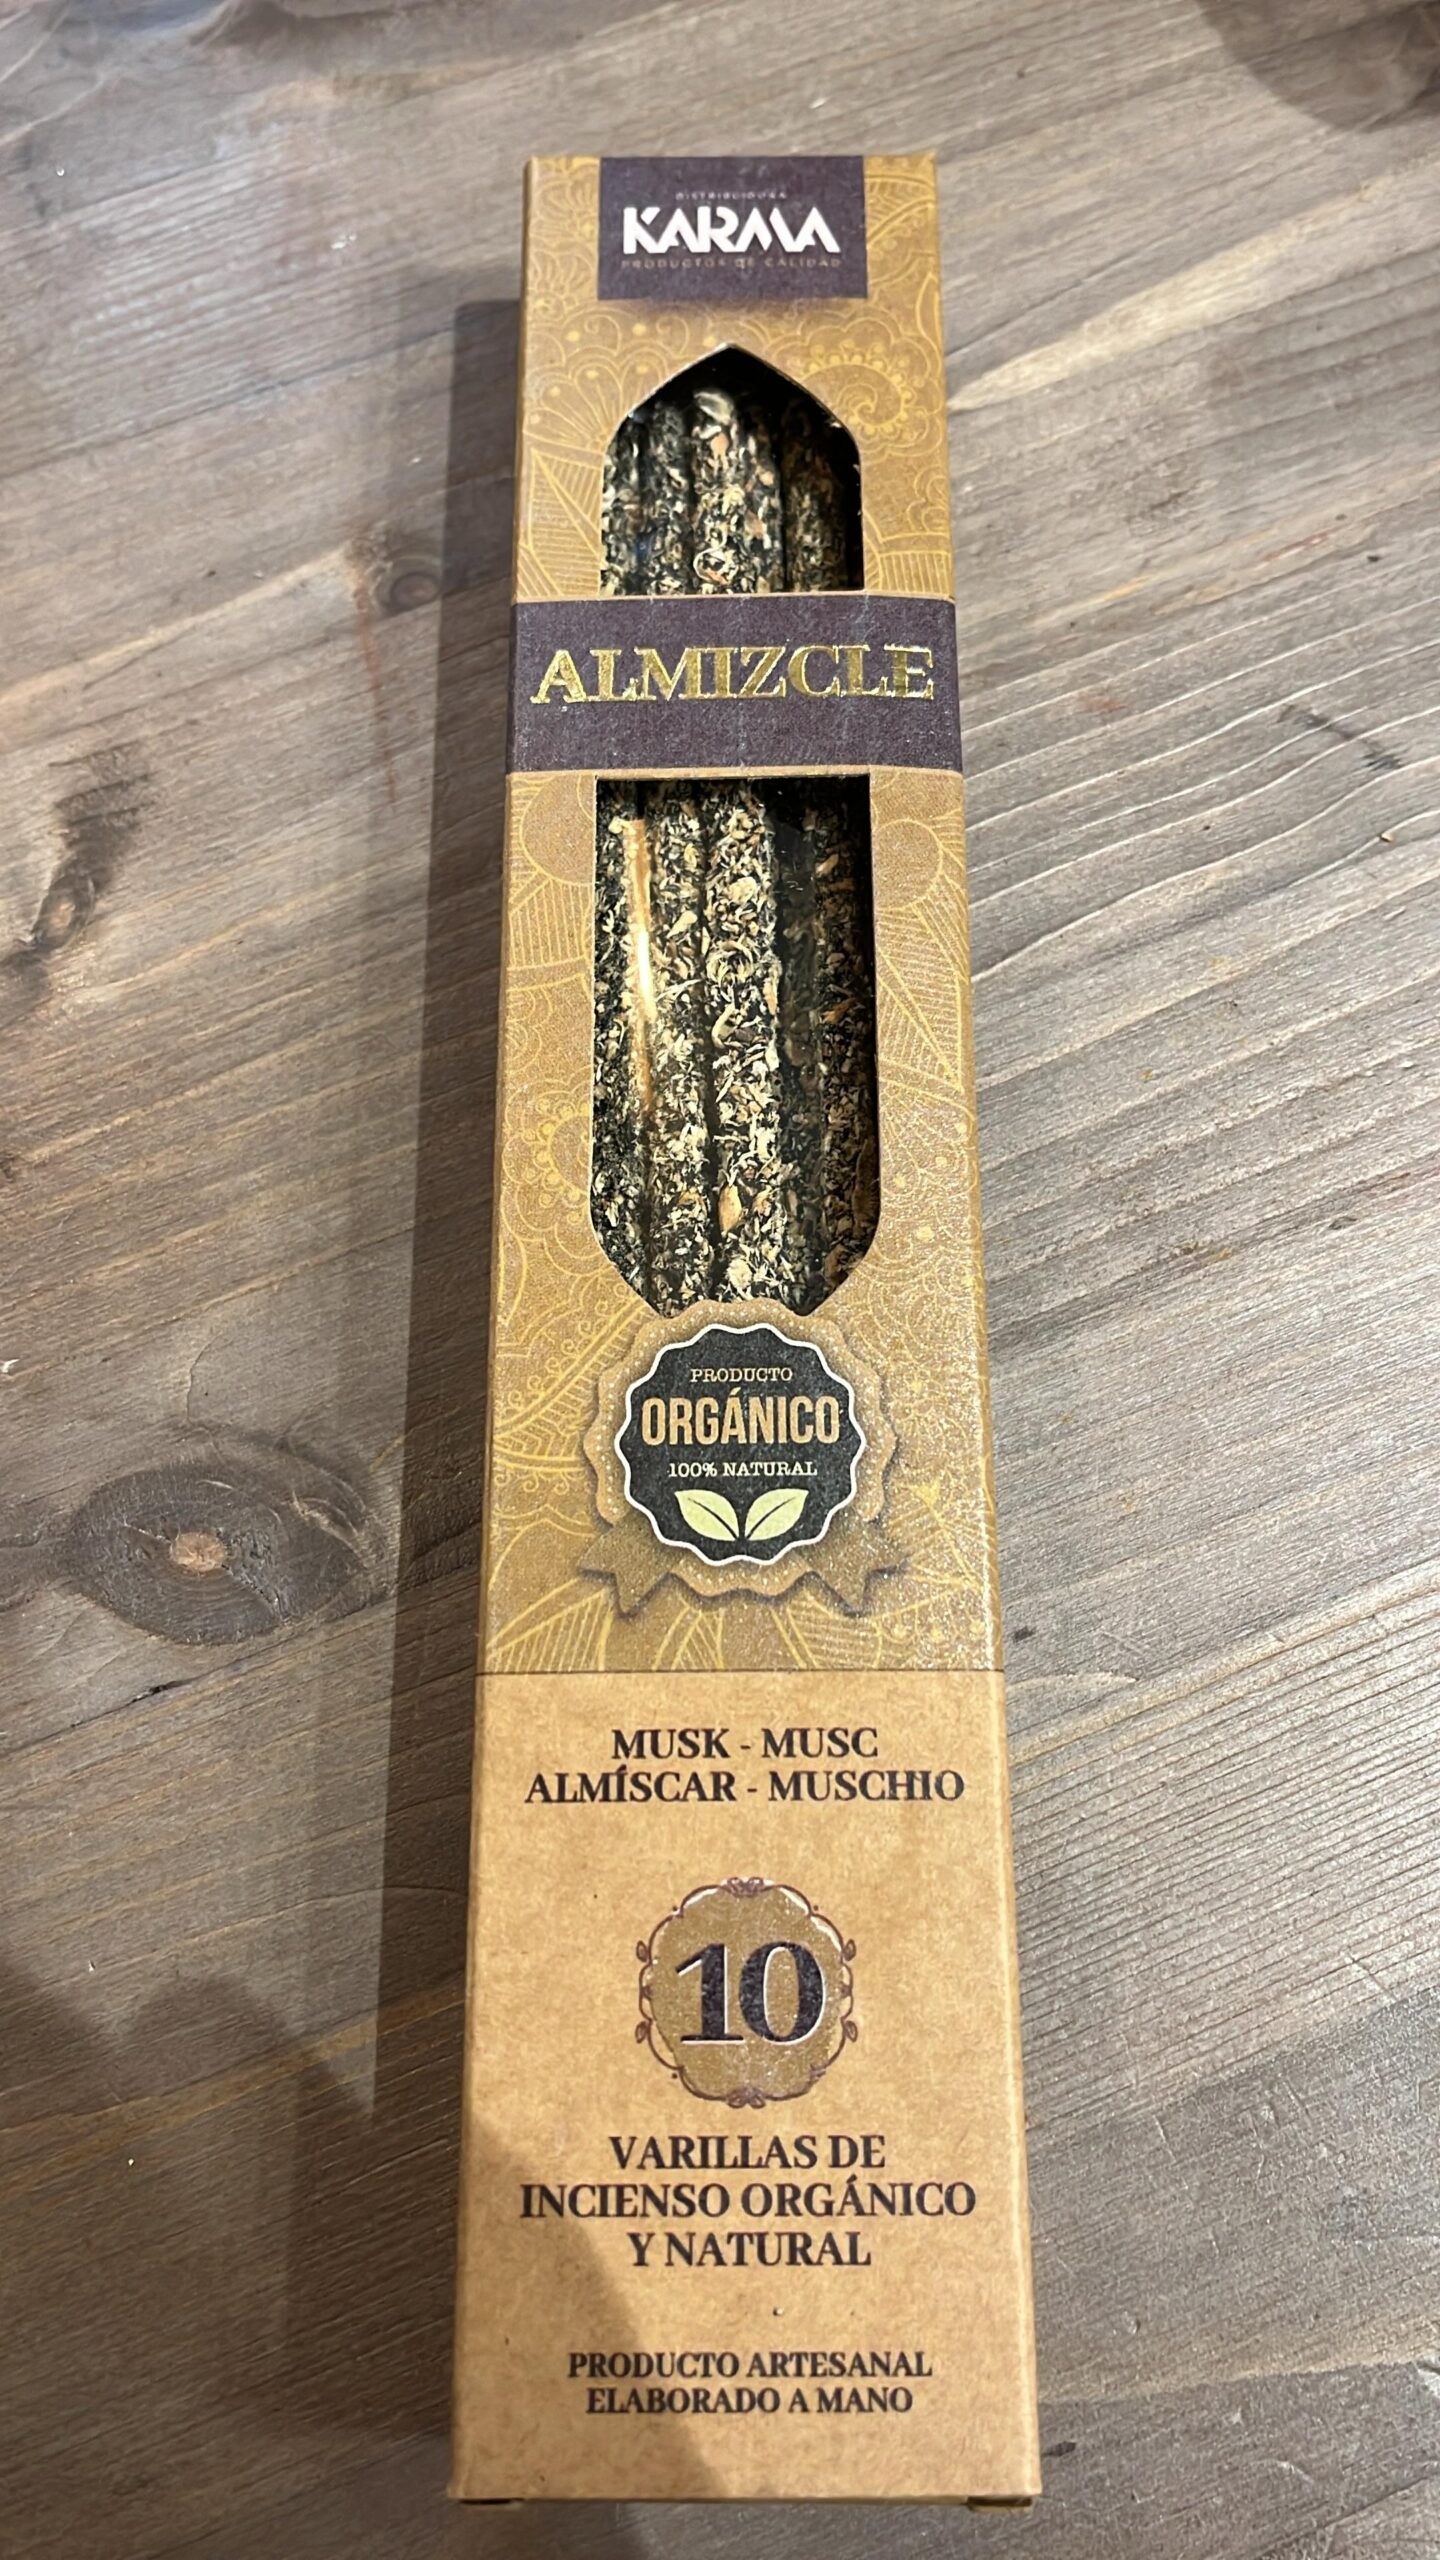 DISTRIBUIDORA
KARMA
PRODUCTOS DE CALIDAD
ALMIZCLE
PRODUCTO
ORGÁNICO
100% NATURAL
MUSK - MUSC
ALMÍSCAR - MUSCHIO
10
VARILLAS DE
INCIENSO ORGÁNICO
Y NATURAL
PRODUCTO ARTESANAL
ELABORADO A MANO